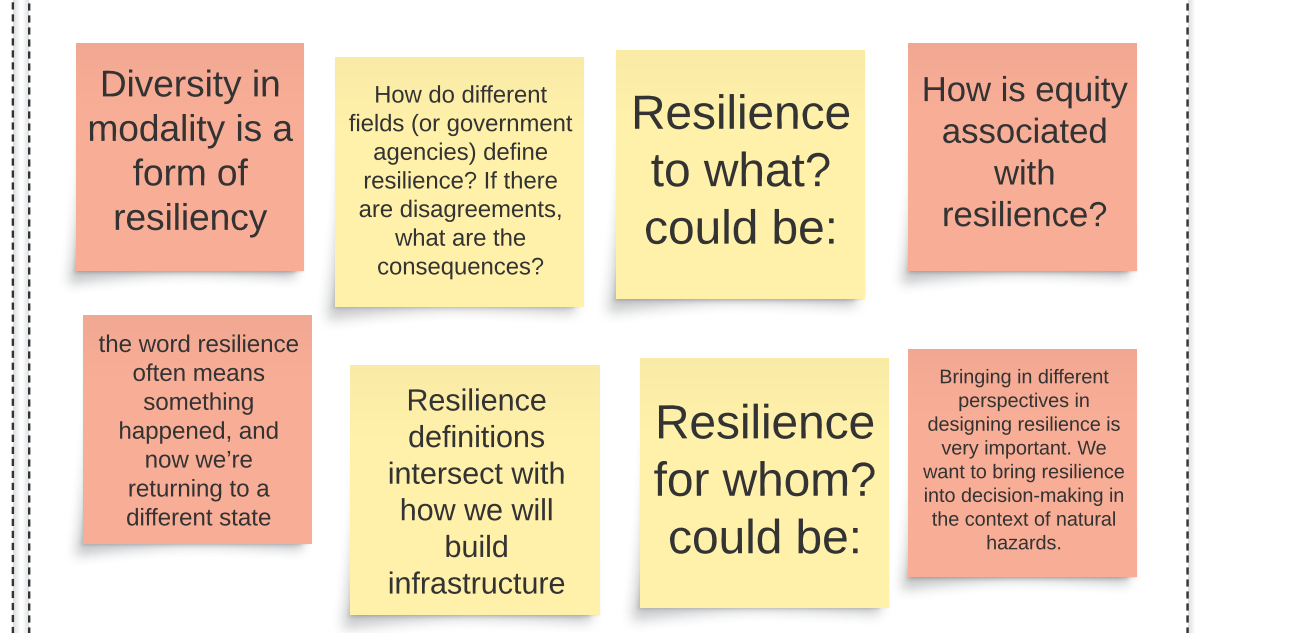 Diversity in
modality is a
form of
resiliency
How do different
fields (or government
agencies) define
resilience? If there
are disagreements,
what are the
consequences?
Resilience
to what?
could be:
How is equity
associated
with
resilience?
the word resilience
often means
something
happened, and
now we’re
returning to a
different state
Resilience
definitions
intersect with
how we will
build
infrastructure
Resilience
for whom?
could be:
Bringing in different
perspectives in
designing resilience is
very important. We
want to bring resilience
into decision-making in
the context of natural
hazards.